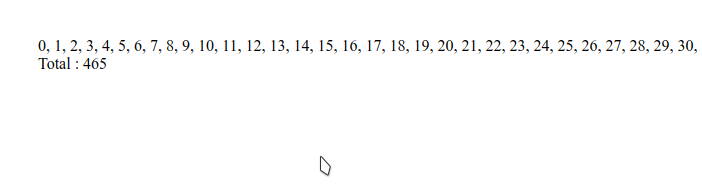 0, 1, 2, 3, 4, 5, 6, 7, 8, 9, 10, 11, 12, 13, 14, 15, 16, 17, 18, 19, 20, 21, 22, 23, 24, 25, 26, 27, 28, 29, 30,
Total : 465